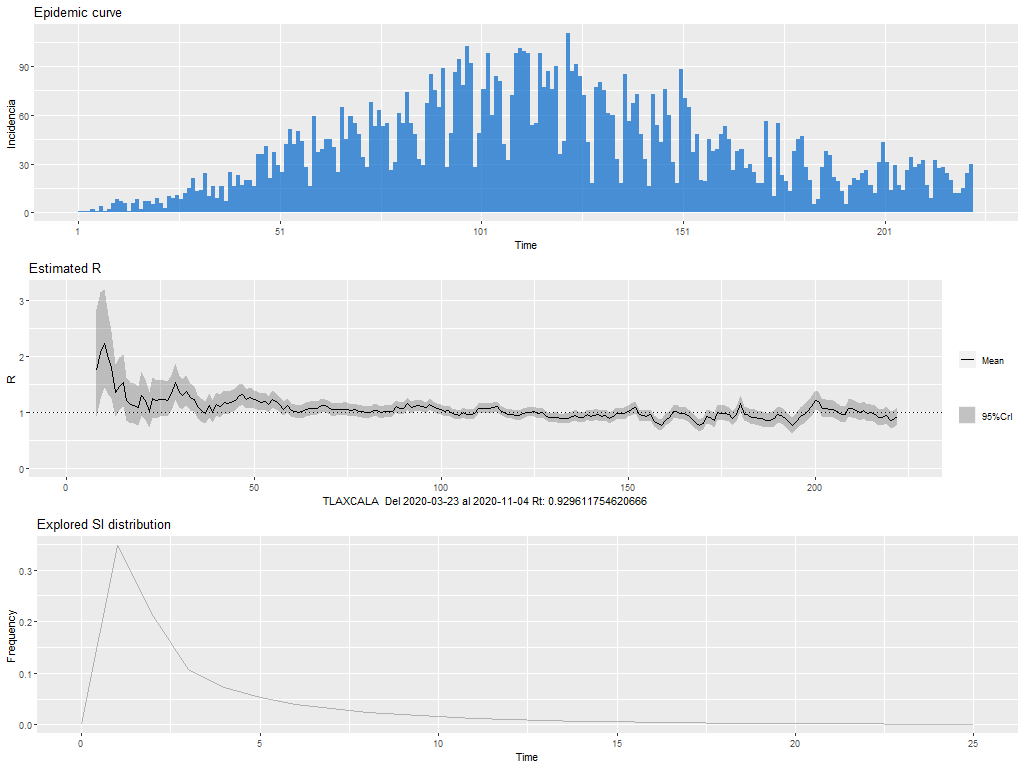 Epidemic curve
Incidencia
90
60
30
0
1
51
101
151
201
Time
Estimated R
R
3
2
1
0
0
50
100
150
200
Mean
95%CrI
TLAXCALA Del 2020-03-23 al 2020-11-04 Rt: 0.929611754620666
Explored SI distribution
Frequency
0.3
0.2
0.1
0.0
0
5
10
15
20
25
Time